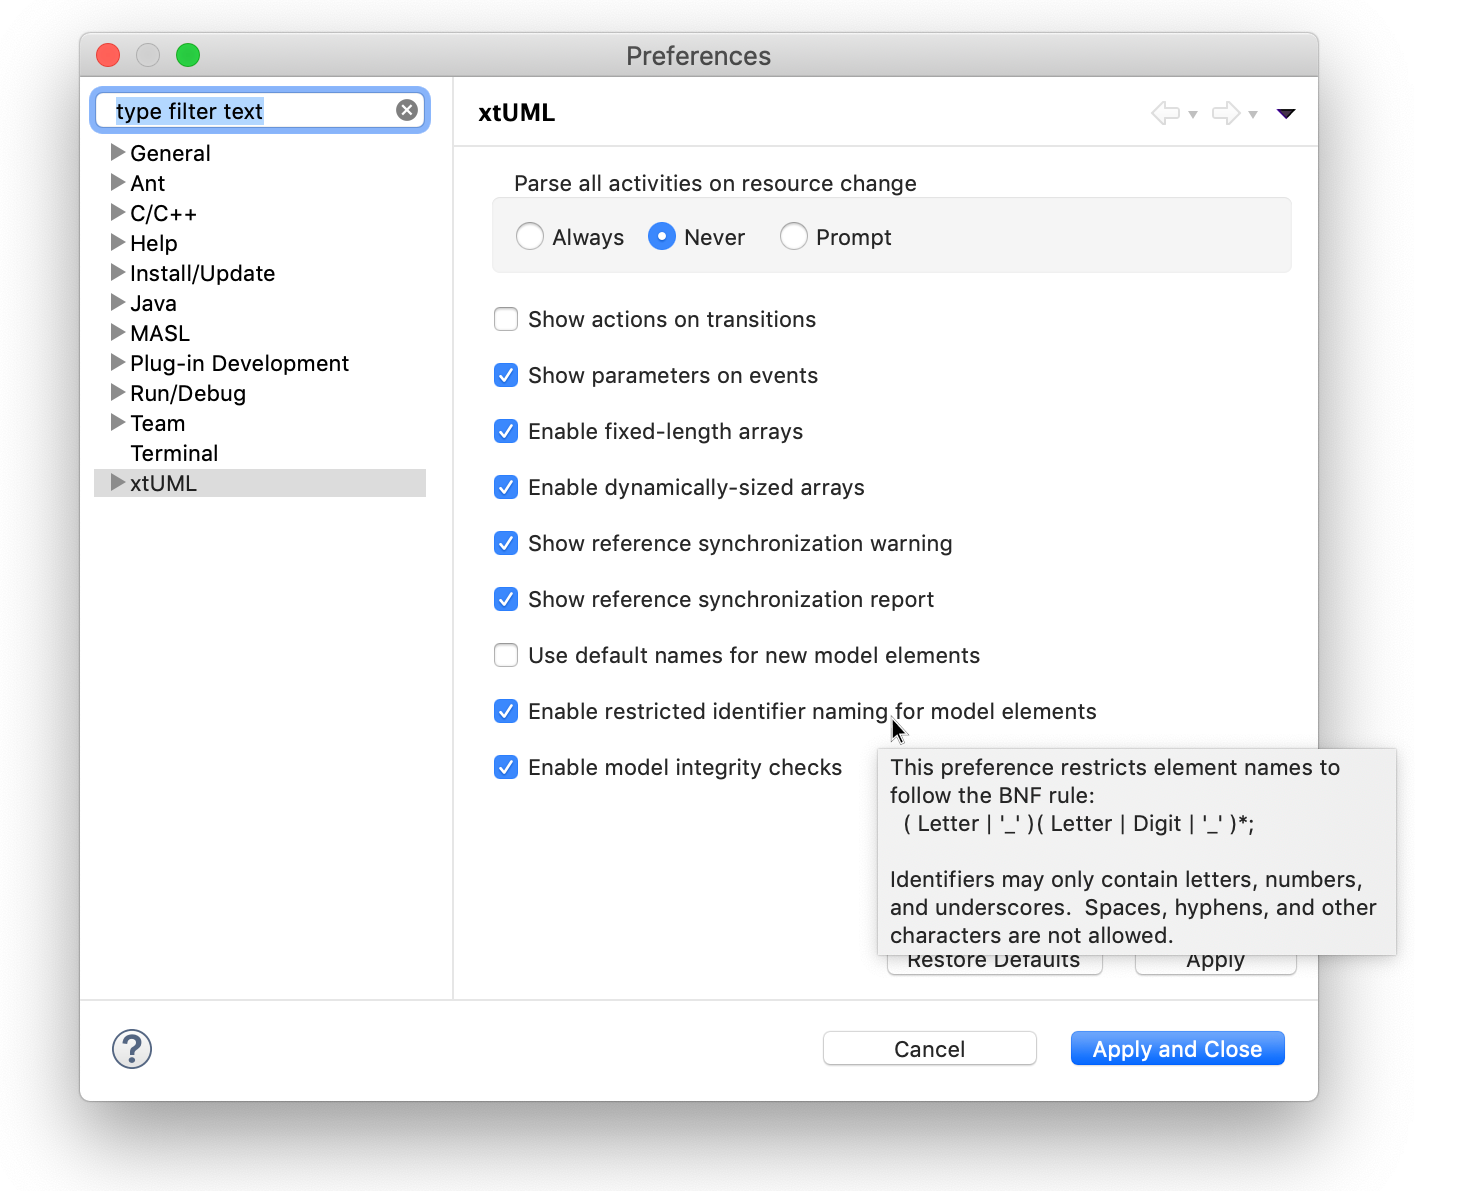 Preferences
type filter text
General
Ant
C/C++
Help
Install/Update
Java
MASL
Plug-in Development
Run/Debug
Team
Terminal
xtUML
xtUML
Parse all activities on resource change
Always Never Prompt
Show actions on transitions
Show parameters on events
Enable fixed-length arrays
Enable dynamically-sized arrays
Show reference synchronization warning
Show reference synchronization report
Use default names for new model elements
Enable restricted identifier naming for model elements
Enable model integrity checks
This preference restricts element names to
follow the BNF rule:
( Letter | '_' )( Letter | Digit | '_' )*;
Identifiers may only contain letters, numbers,
and underscores.  Spaces, hyphens, and other
characters are not allowed.
Restore Defaults Apply
? Cancel Apply and Close